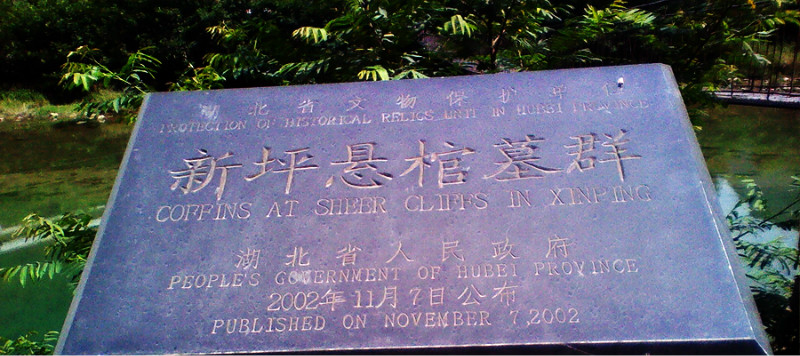 湖北省文物保护单位
PROTECTION OF HISTORICAL RELICS UNTI IN HUBEI PROVINCE
新坪悬棺墓群
COFFINS AT SHEER CLIFFS IN XINPING
湖北省人民政府
PEOPLE'S GOVERNMENT OF HUBEI PROVINCE
2002年11月7日公布
PUBLISHED ON NOVEMBER 7,2002